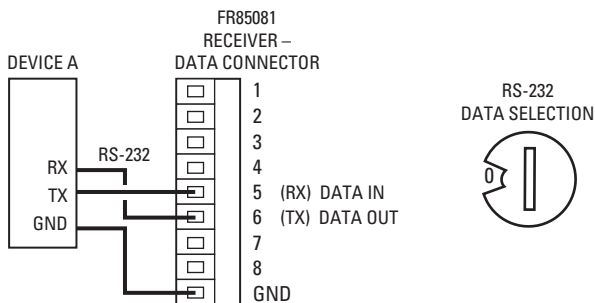 FR85081
RECEIVER –
DATA CONNECTOR
DEVICE A
RX
TX
GND
RS-232
1
2
3
4
5 (RX) DATA IN
6 (TX) DATA OUT
7
8
GND
RS-232
DATA SELECTION
0